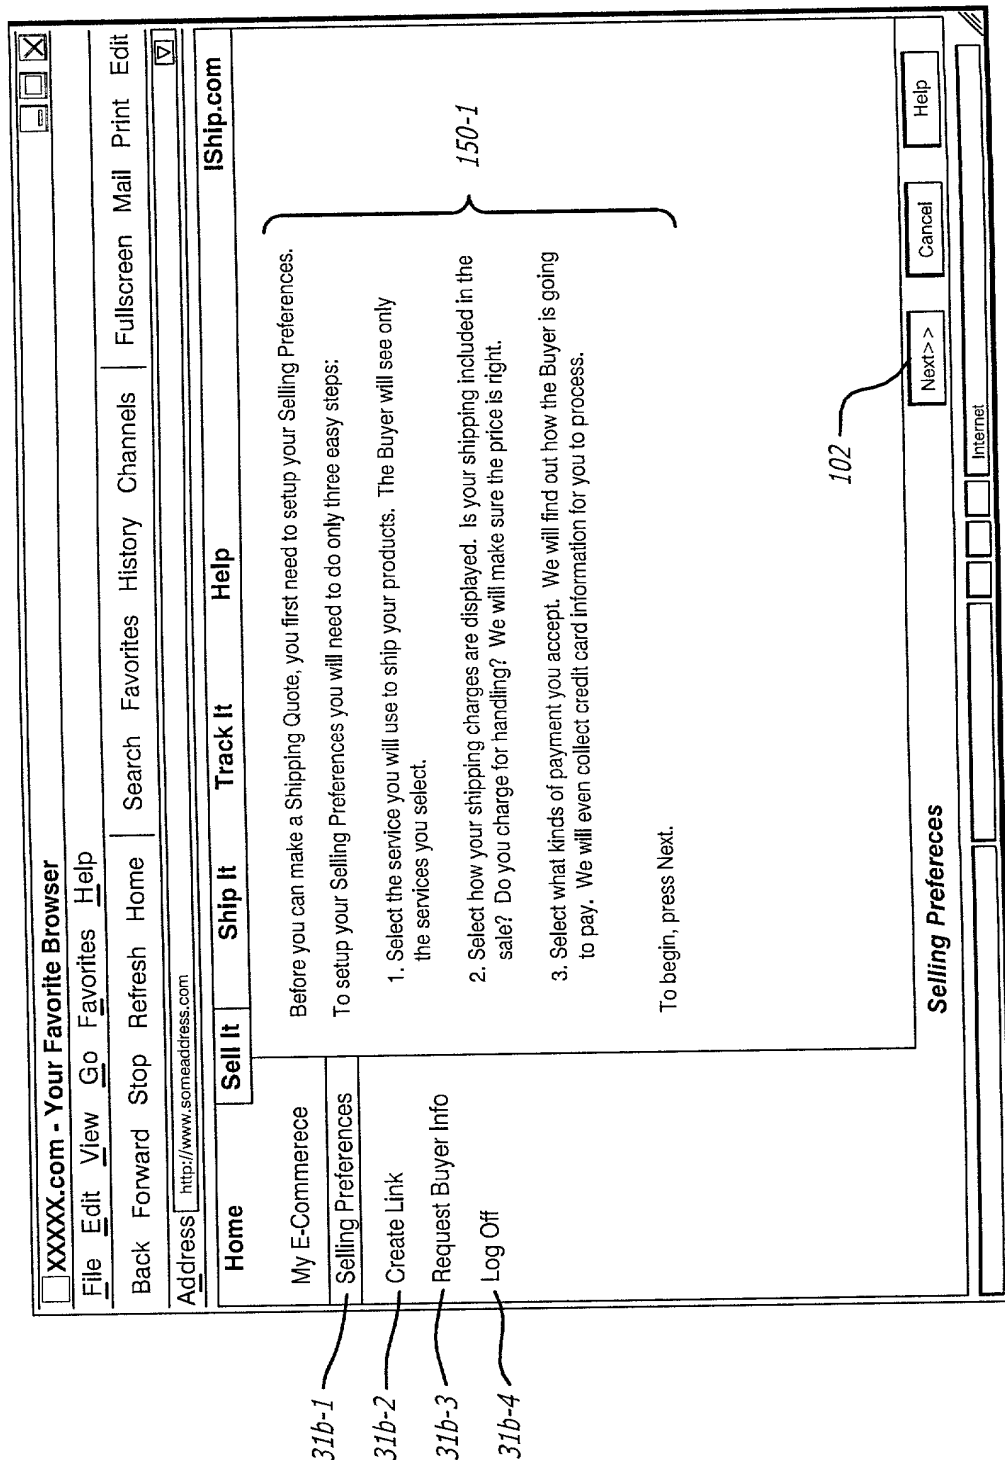 XXXXX.com - Your Favorite Browser
File Edit View Go Favorites Help
Back Forward Stop Refresh Home Search Favorites History Channels Fullscreen Mail Print Edit
Address http://www.someaddress.com
Home Sell It Ship It Track It Help IShip.com
My E-Commerece
Selling Preferences
Create Link
Request Buyer Info
Log Off
31b-1
31b-2
31b-3
31b-4
Before you can make a Shipping Quote, you first need to setup your Selling Preferences.
To setup your Selling Preferences you will need to do only three easy steps:
1. Select the service you will use to ship your products. The Buyer will see only
the services you select.
2. Select how your shipping charges are displayed. Is your shipping included in the
sale? Do you charge for handling? We will make sure the price is right.
3. Select what kinds of payment you accept. We will find out how the Buyer is going
to pay. We will even collect credit card information for you to process.
To begin, press Next.
150-1
102
Next>> Cancel Help
Selling Prefereces
Internet